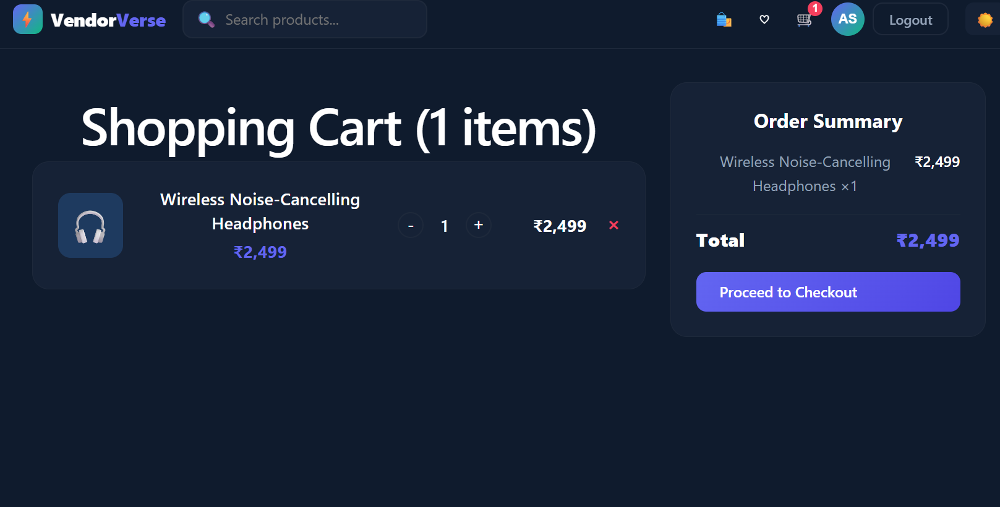 VendorVerse
Search products...
1
AS
Logout
Shopping Cart (1 items)
Wireless Noise-Cancelling
Headphones
₹2,499
-
1
+
₹2,499
×
Order Summary
Wireless Noise-Cancelling
Headphones ×1
₹2,499
Total
₹2,499
Proceed to Checkout